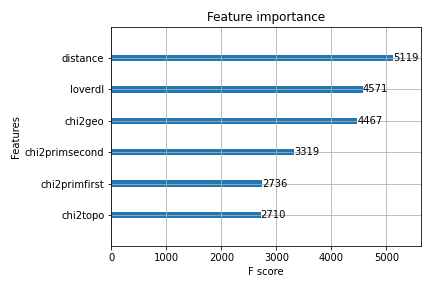 Feature importance
distance 5119
loverdl 4571
chi2geo 4467
chi2primsecond 3319
chi2primfirst 2736
chi2topo 2710
Features
0 1000 2000 3000 4000 5000
F score